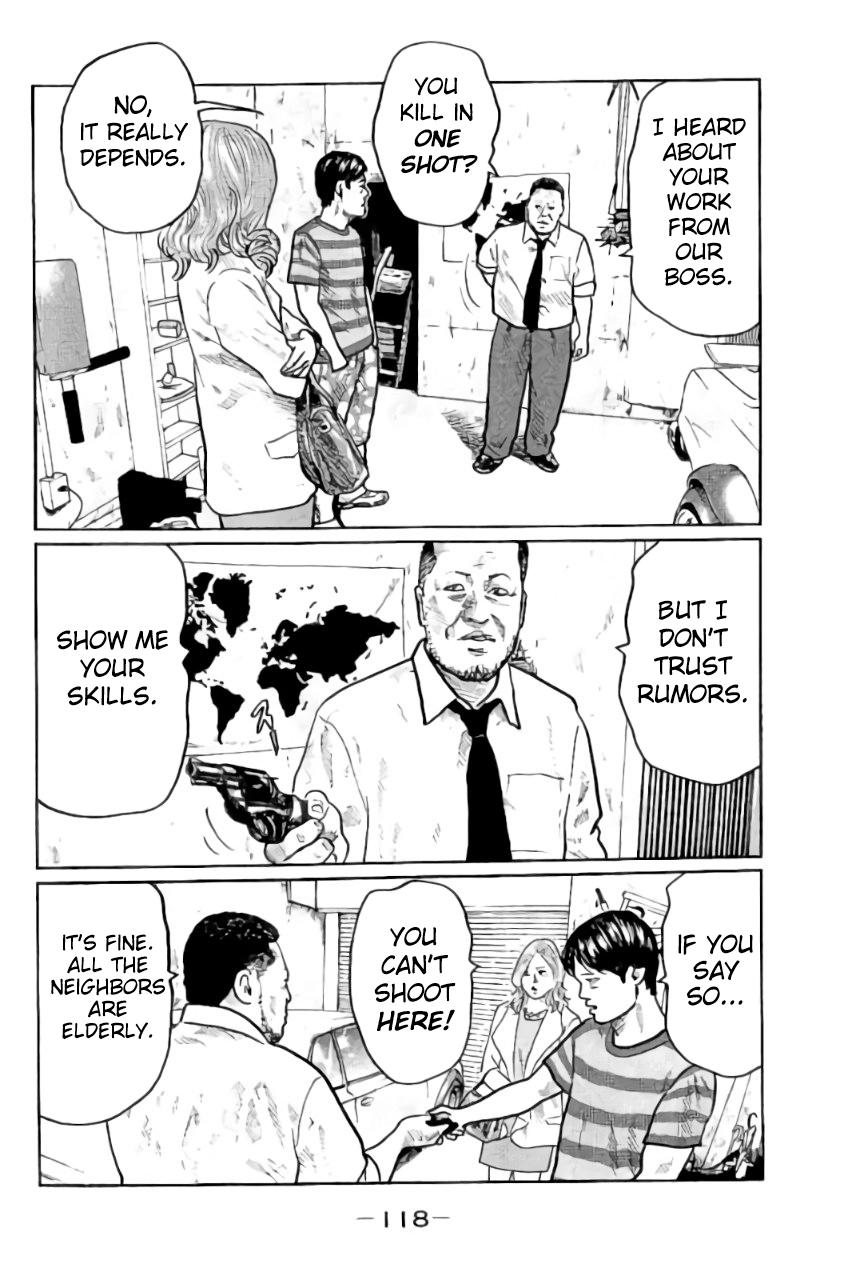 I HEARD
ABOUT
YOUR
WORK
FROM
OUR
BOSS.
YOU
KILL IN
ONE
SHOT?
NO,
IT REALLY
DEPENDS.
BUT I
DON'T
TRUST
RUMORS.
SHOW ME
YOUR
SKILLS.
IF YOU
SAY
SO...
YOU
CAN'T
SHOOT
HERE!
IT'S FINE.
ALL THE
NEIGHBORS
ARE
ELDERLY.
-118-